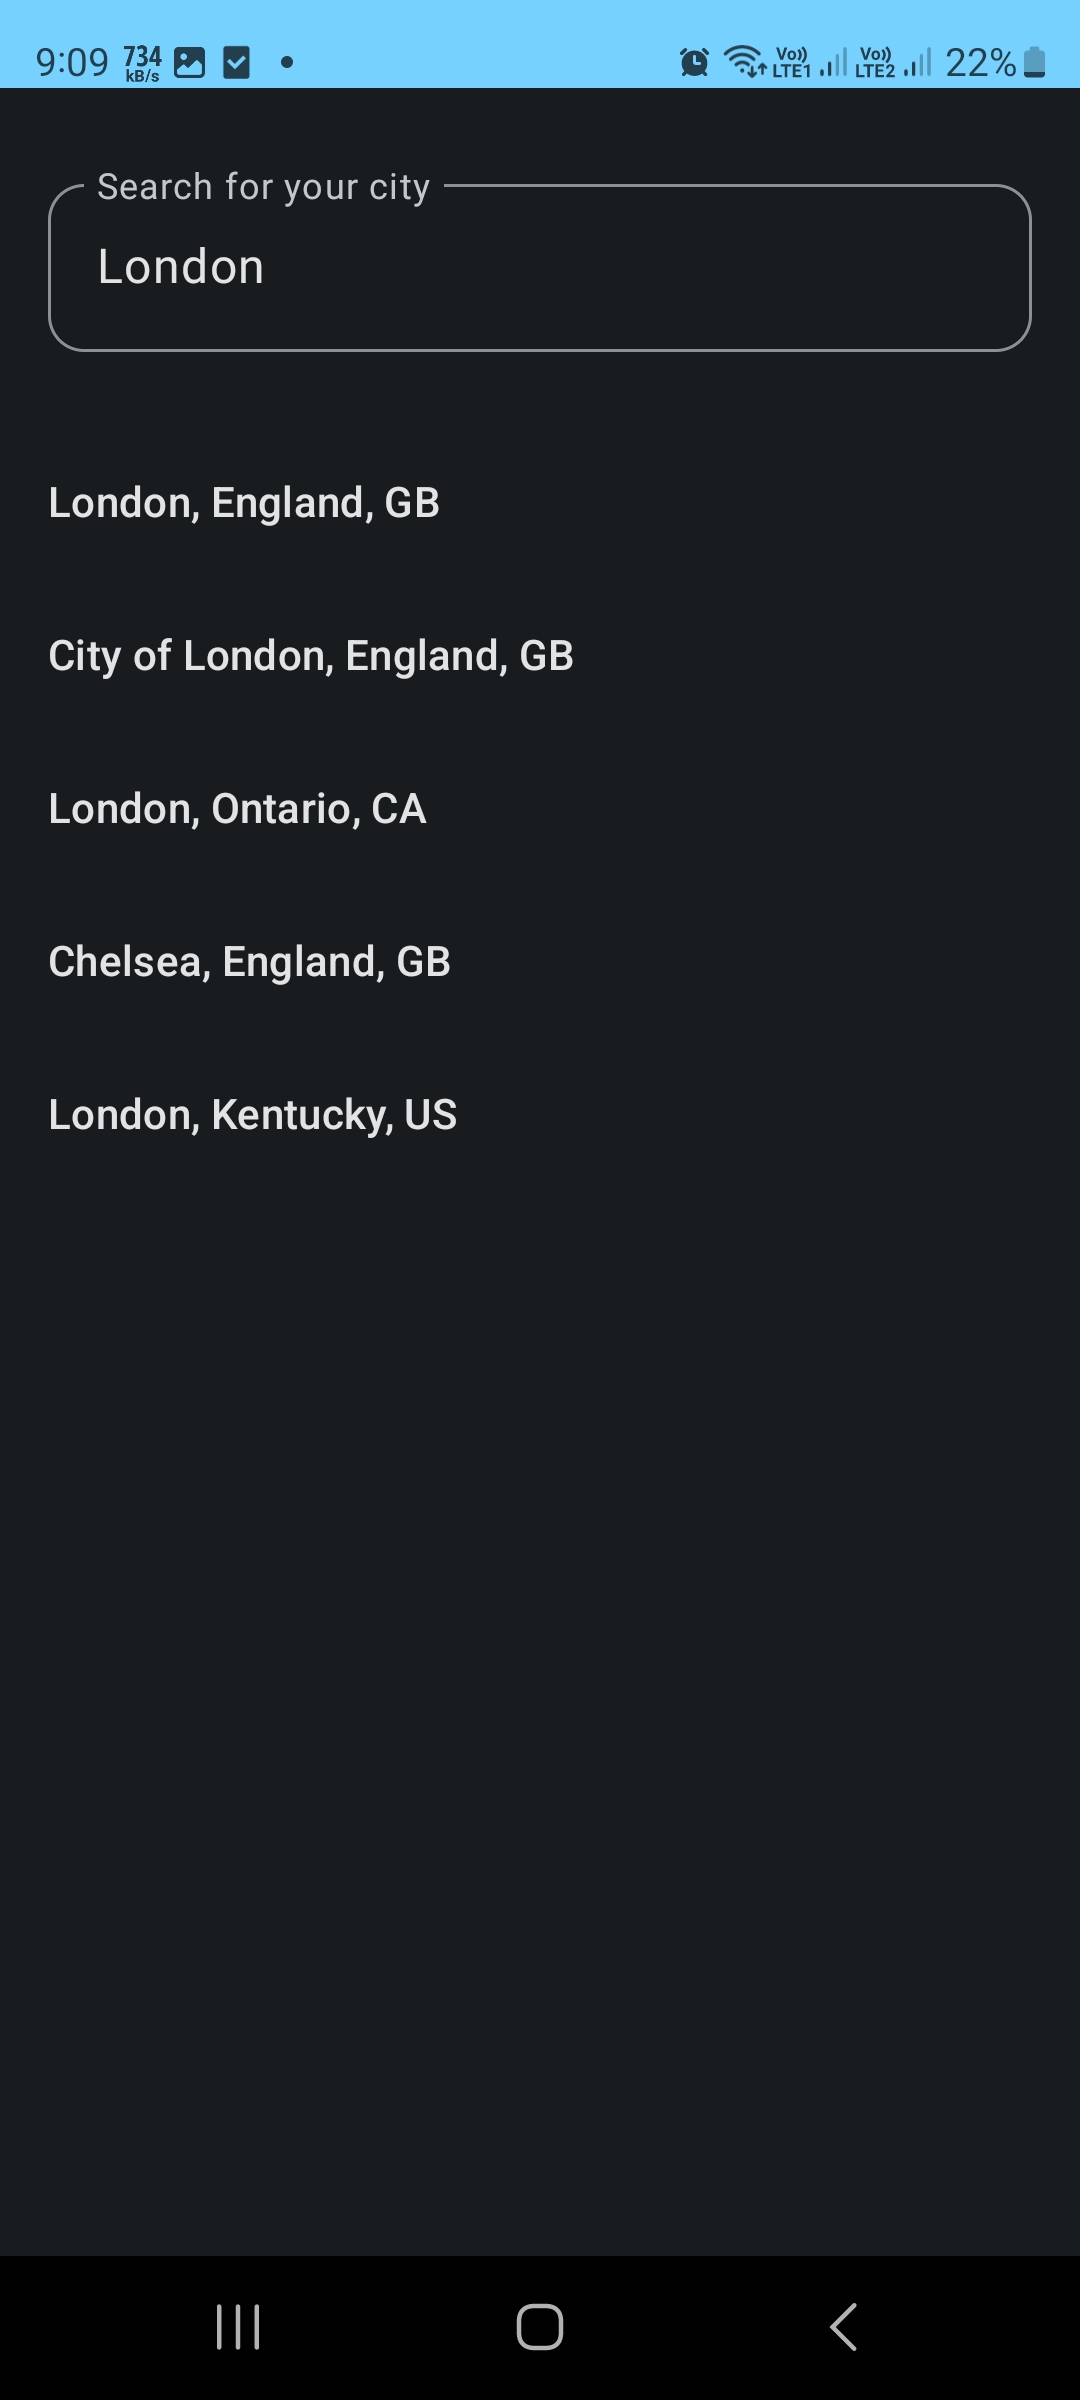 9:09 734 kB/s Vo)) LTE1 Vo)) LTE2 22%
Search for your city
London
London, England, GB
City of London, England, GB
London, Ontario, CA
Chelsea, England, GB
London, Kentucky, US